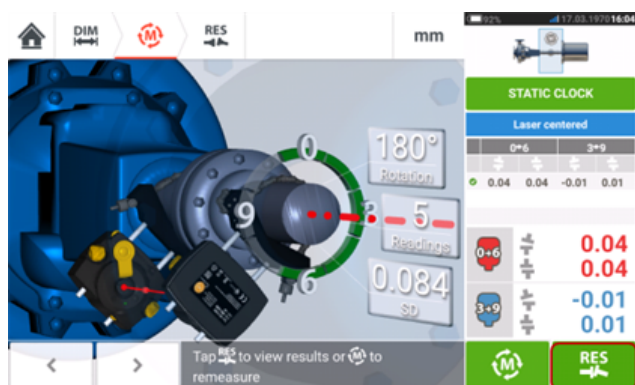 DIM
M
RES
mm
92%
17.03.1970 16:04
0
9
3
6
180°
Rotation
5
Readings
0.084
SD
STATIC CLOCK
Laser centered
0+6 3+9
0.04 0.04 -0.01 0.01
0+6
0.04
0.04
3+9
-0.01
0.01
Tap RES to view results or M to
remeasure
M
RES